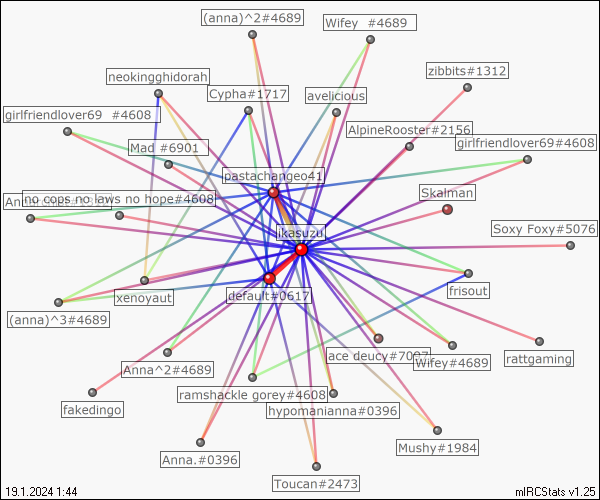 (anna)^2#4689
Wifey  #4689
zibbits#1312
neokingghidorah
Cypha#1717
avelicious
girlfriendlover69  #4608
AlpineRooster#2156
Mad #6901
girlfriendlover69#4608
pastachangeo41
Skalman
no cops no laws no hope#4608
ikasuzu
Soxy Foxy#5076
xenoyaut
default#0617
frisout
(anna)^3#4689
ace deucy#7097
Wifey#4689
rattgaming
Anna^2#4689
ramshackle gorey#4608
fakedingo
hypomanianna#0396
Mushy#1984
Anna.#0396
Toucan#2473
19.1.2024 1:44
mIRCStats v1.25